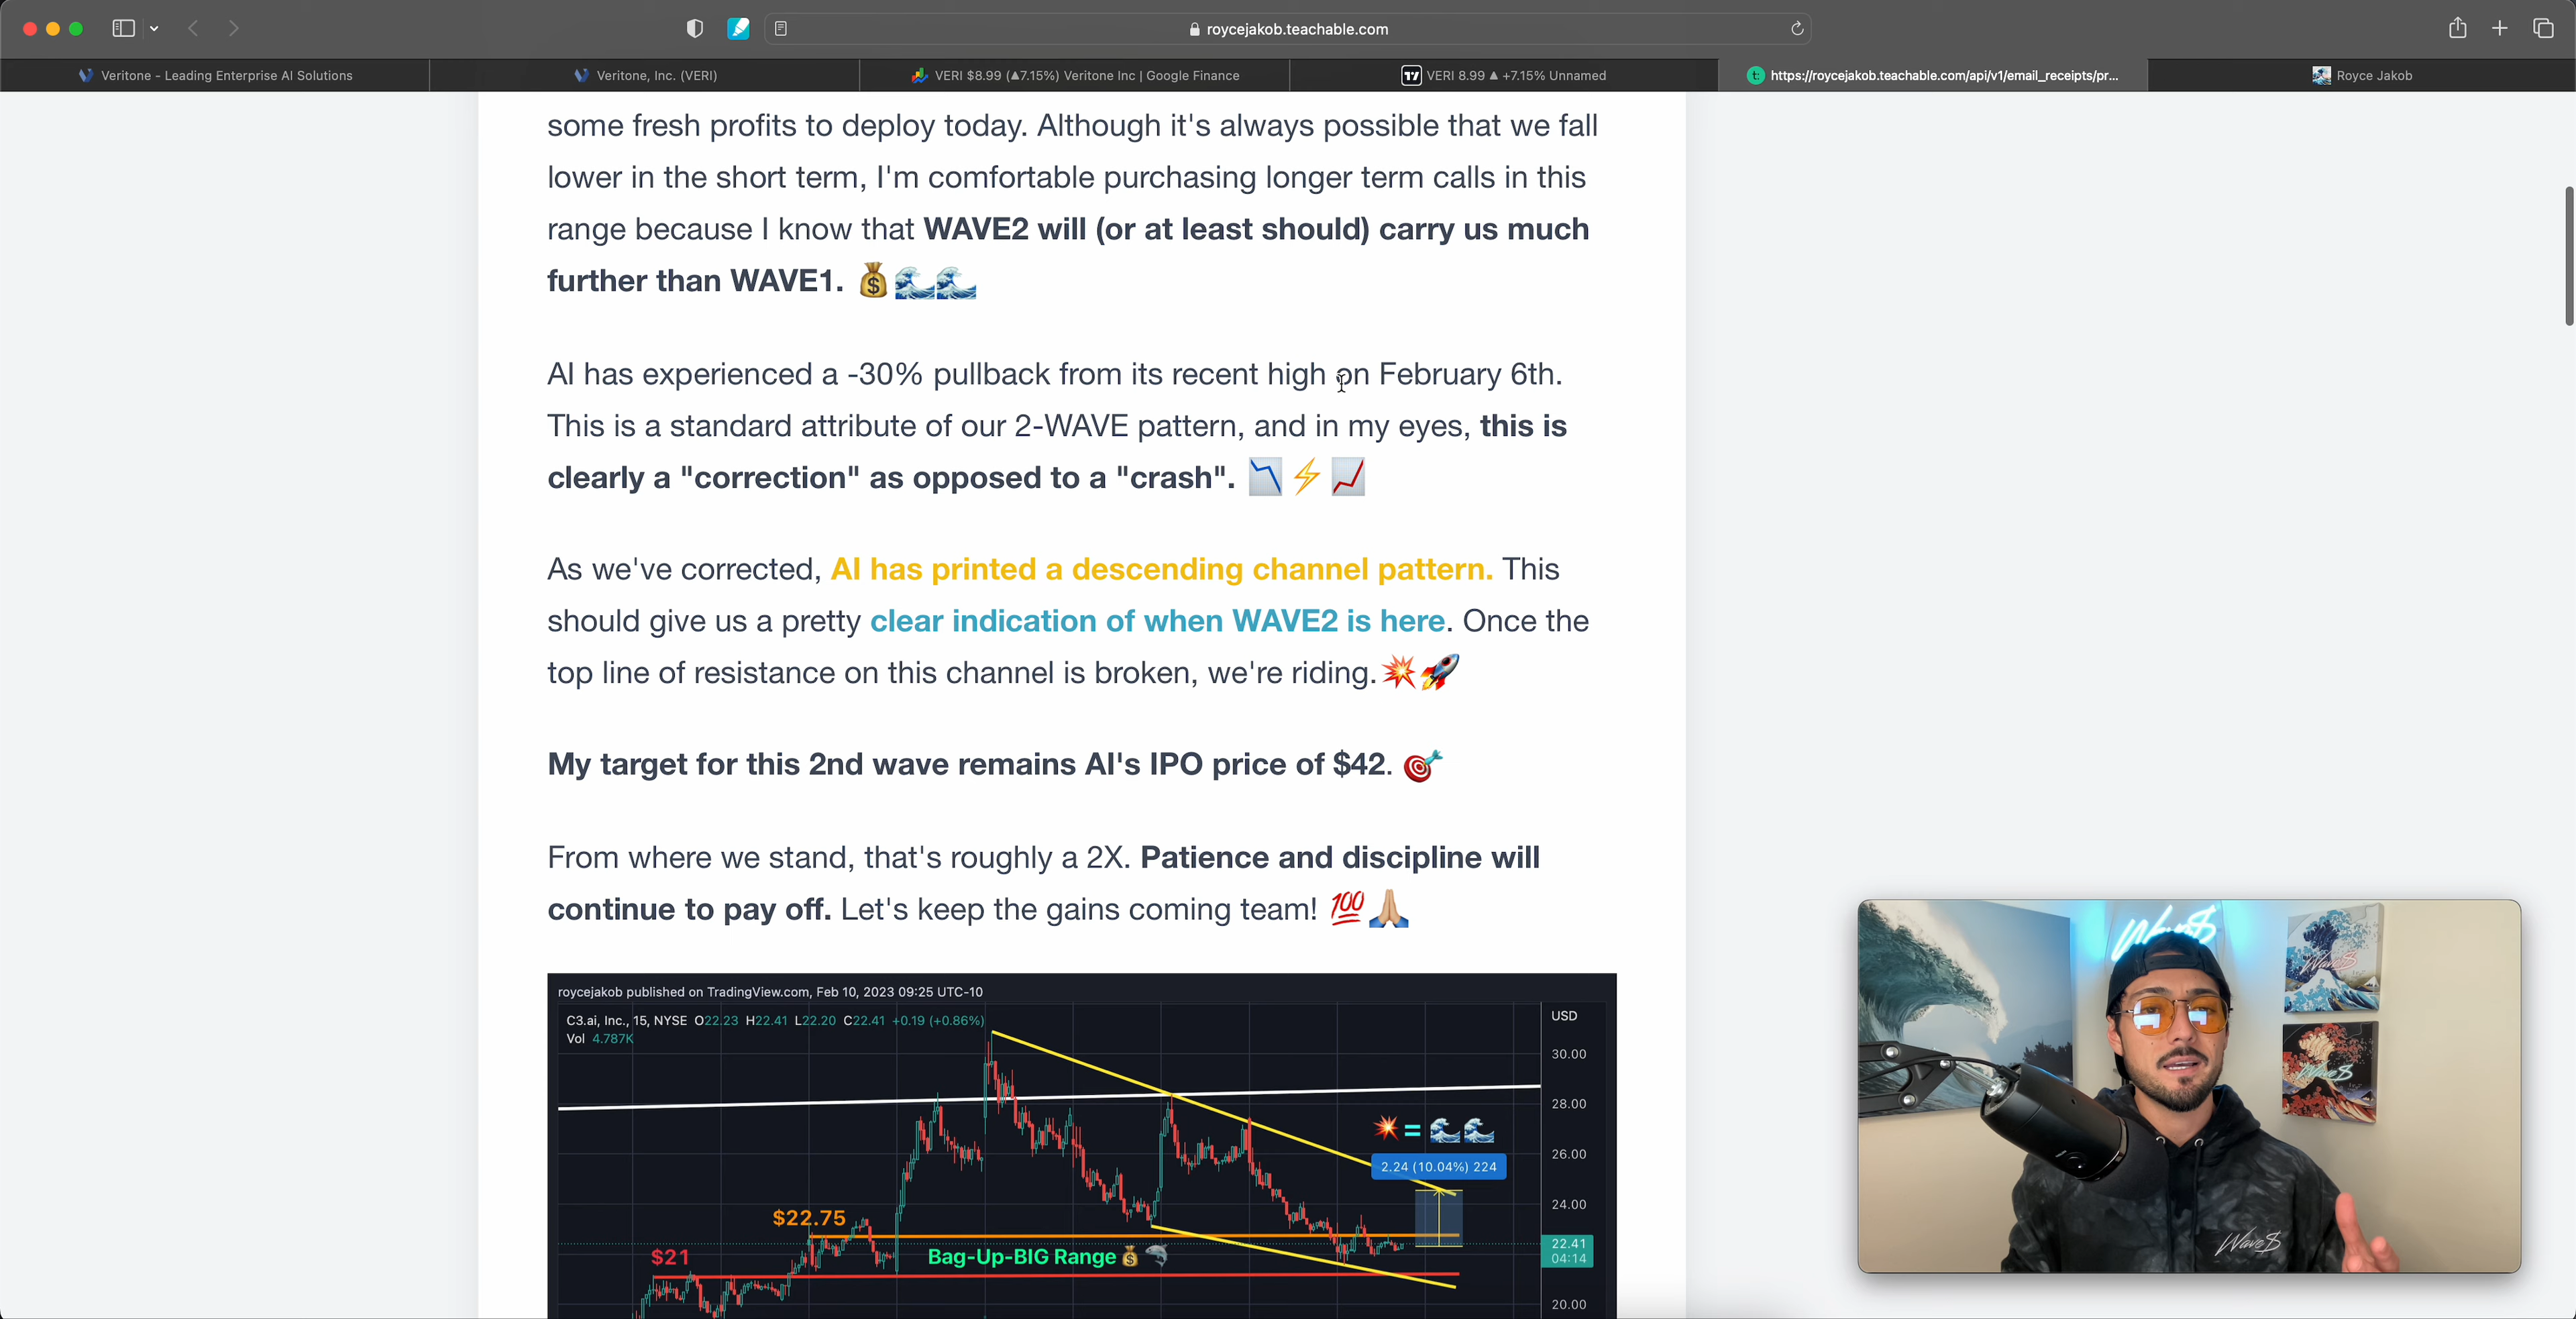 roycejakob.teachable.com
Veritone - Leading Enterprise AI Solutions
Veritone, Inc. (VERI)
VERI $8.99 (▲7.15%) Veritone Inc | Google Finance
VERI 8.99 ▲ +7.15% Unnamed
https://roycejakob.teachable.com/api/v1/email_receipts/pr...
Royce Jakob
some fresh profits to deploy today. Although it's always possible that we fall
lower in the short term, I'm comfortable purchasing longer term calls in this
range because I know that WAVE2 will (or at least should) carry us much
further than WAVE1. 💰🌊🌊
AI has experienced a -30% pullback from its recent high on February 6th.
This is a standard attribute of our 2-WAVE pattern, and in my eyes, this is
clearly a "correction" as opposed to a "crash". 📉⚡📈
As we've corrected, AI has printed a descending channel pattern. This
should give us a pretty clear indication of when WAVE2 is here. Once the
top line of resistance on this channel is broken, we're riding.💥🚀
My target for this 2nd wave remains AI's IPO price of $42. 🎯
From where we stand, that's roughly a 2X. Patience and discipline will
continue to pay off. Let's keep the gains coming team! 💯🙏🏼
roycejakob published on TradingView.com, Feb 10, 2023 09:25 UTC-10
C3.ai, Inc., 15, NYSE O22.23 H22.41 L22.20 C22.41 +0.19 (+0.86%)
Vol 4.787K
USD
30.00
28.00
💥 = 🌊🌊
26.00
2.24 (10.04%) 224
24.00
$22.75
22.41
04:14
$21
Bag-Up-BIG Range 💰🦈
20.00
Wave$
Wave$
Wave$
Wave$